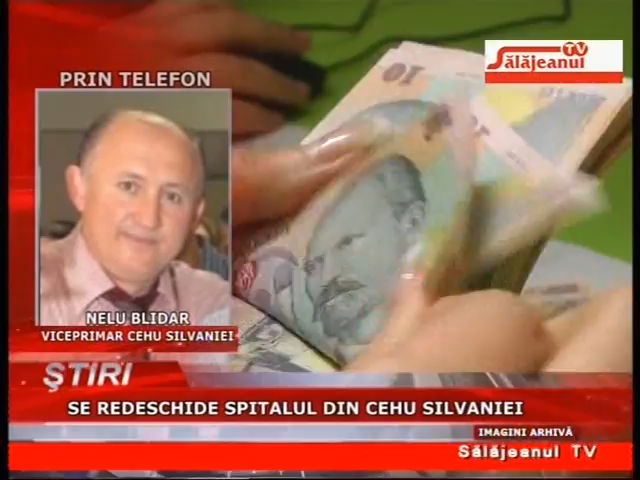 PRIN TELEFON
TV
Sălăjeanul
10
NELU BLIDAR
VICEPRIMAR CEHU SILVANIEI
ŞTIRI
SE REDESCHIDE SPITALUL DIN CEHU SILVANIEI
IMAGINI ARHIVĂ
Sălăjeanul TV